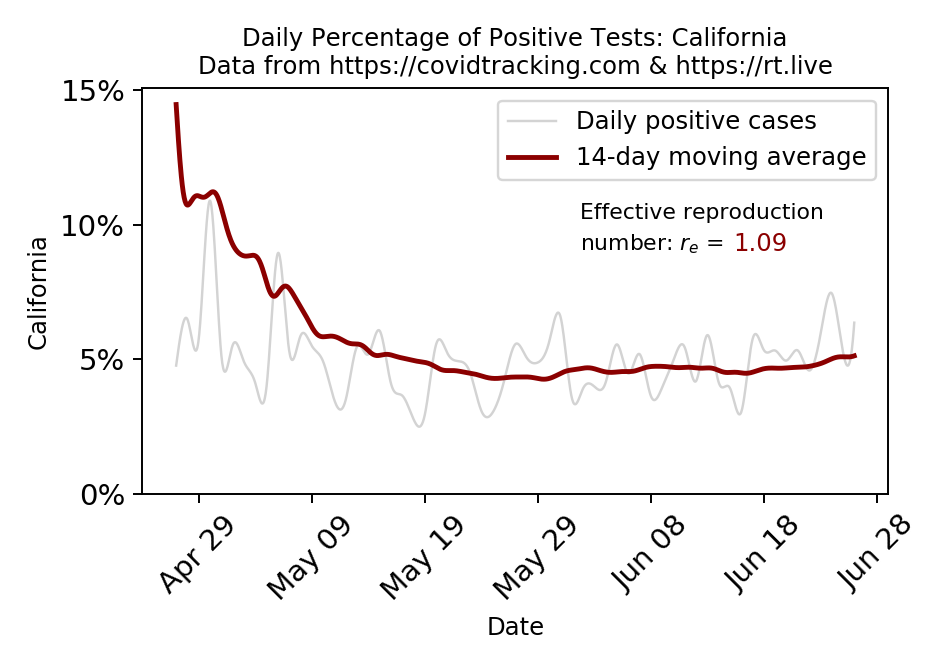 Daily Percentage of Positive Tests: California
Data from https://covidtracking.com & https://rt.live
15%
10%
5%
0%
California
Daily positive cases
14-day moving average
Effective reproduction
number: rₑ = 1.09
Apr 29
May 09
May 19
May 29
Jun 08
Jun 18
Jun 28
Date